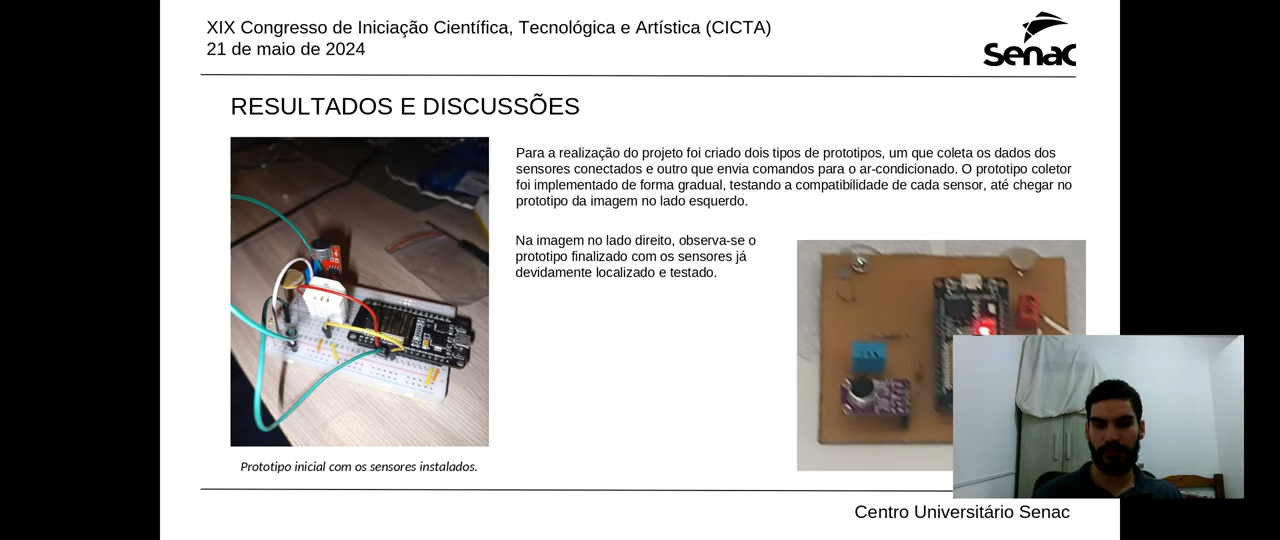 XIX Congresso de Iniciação Científica, Tecnológica e Artística (CICTA)
21 de maio de 2024
Senac
RESULTADOS E DISCUSSÕES
Para a realização do projeto foi criado dois tipos de prototipos, um que coleta os dados dos
sensores conectados e outro que envia comandos para o ar-condicionado. O prototipo coletor
foi implementado de forma gradual, testando a compatibilidade de cada sensor, até chegar no
prototipo da imagem no lado esquerdo.
Na imagem no lado direito, observa-se o
prototipo finalizado com os sensores já
devidamente localizado e testado.
Prototipo inicial com os sensores instalados.
Centro Universitário Senac